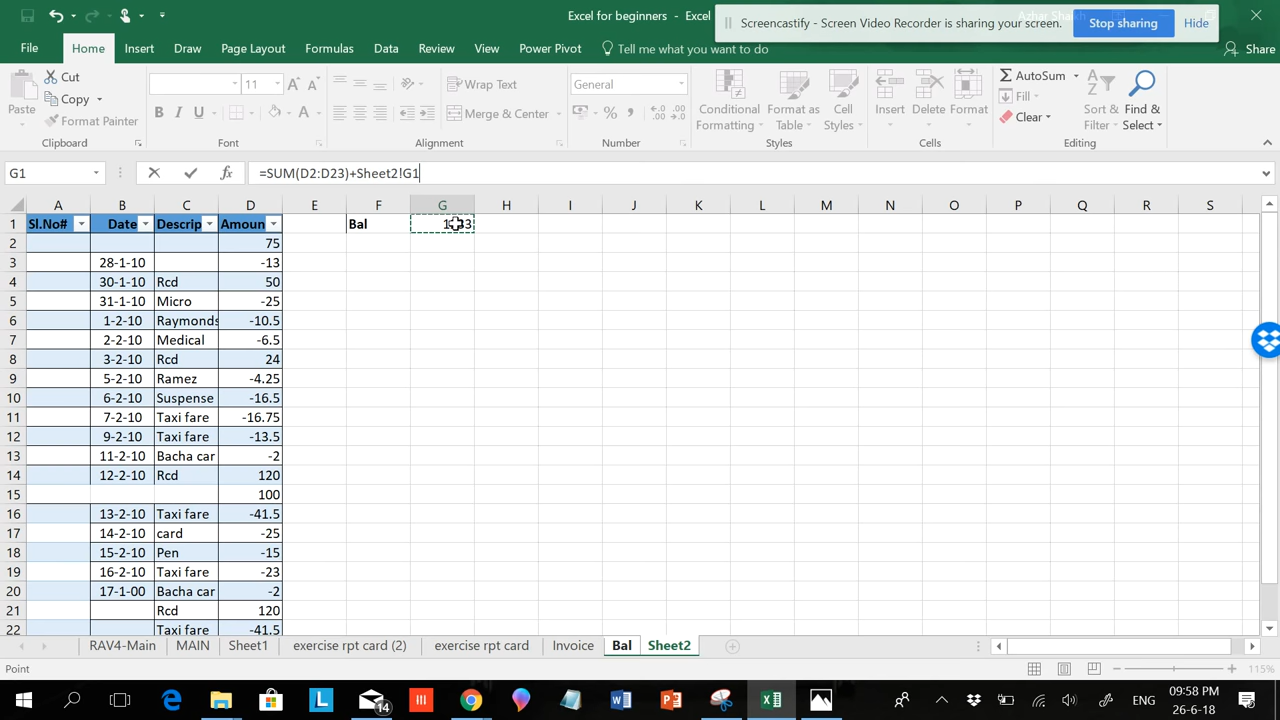 Excel for beginners - Excel
Screencastify - Screen Video Recorder is sharing your screen.
Stop sharing
Hide
File
Home
Insert
Draw
Page Layout
Formulas
Data
Review
View
Power Pivot
Tell me what you want to do
Share
Paste
Cut
Copy
Format Painter
11
Wrap Text
Merge & Center
General
Conditional Formatting
Format as Table
Cell Styles
Insert
Delete
Format
AutoSum
Fill
Clear
Sort & Filter
Find & Select
Clipboard
Font
Alignment
Number
Styles
Cells
Editing
G1
=SUM(D2:D23)+Sheet2!G1
A B C D E F G H I J K L M N O P Q R S
1 Sl.No# Date Descrip Amoun Bal
2 75
3 28-1-10 -13
4 30-1-10 Rcd 50
5 31-1-10 Micro -25
6 1-2-10 Raymonds -10.5
7 2-2-10 Medical -6.5
8 3-2-10 Rcd 24
9 5-2-10 Ramez -4.25
10 6-2-10 Suspense -16.5
11 7-2-10 Taxi fare -16.75
12 9-2-10 Taxi fare -13.5
13 11-2-10 Bacha car -2
14 12-2-10 Rcd 120
15 100
16 13-2-10 Taxi fare -41.5
17 14-2-10 card -25
18 15-2-10 Pen -15
19 16-2-10 Taxi fare -23
20 17-1-00 Bacha car -2
21 Rcd 120
22 Taxi fare -41.5
RAV4-Main
MAIN
Sheet1
exercise rpt card (2)
exercise rpt card
Invoice
Bal
Sheet2
Point
115%
14
ENG
09:58 PM
26-6-18